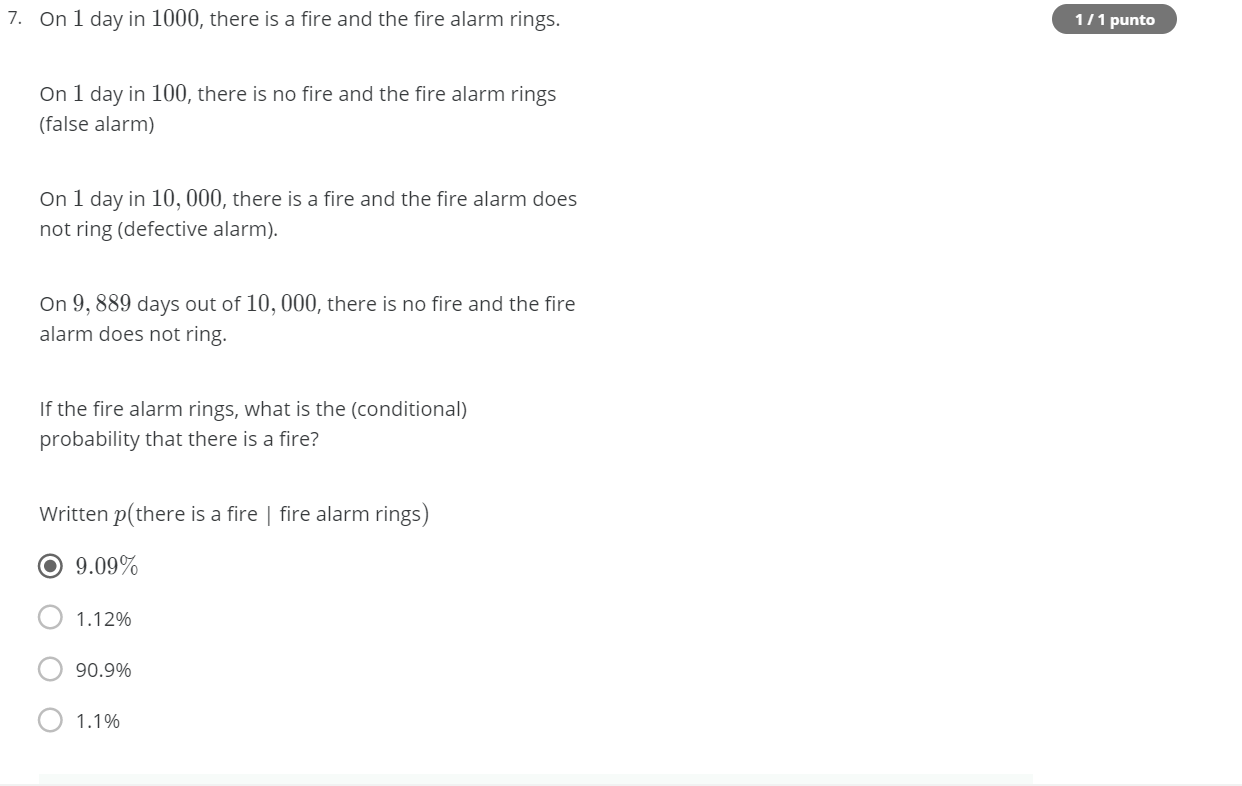 7. On 1 day in 1000, there is a fire and the fire alarm rings.
1 / 1 punto
On 1 day in 100, there is no fire and the fire alarm rings
(false alarm)
On 1 day in 10, 000, there is a fire and the fire alarm does
not ring (defective alarm).
On 9, 889 days out of 10, 000, there is no fire and the fire
alarm does not ring.
If the fire alarm rings, what is the (conditional)
probability that there is a fire?
Written p(there is a fire | fire alarm rings)
9.09%
1.12%
90.9%
1.1%